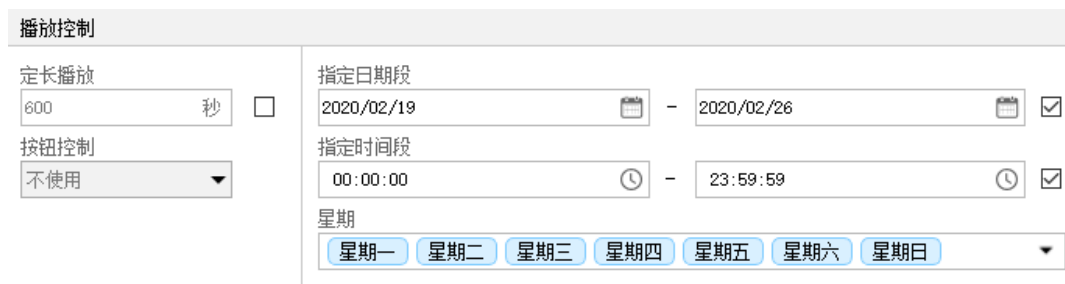 播放控制
定长播放
600 秒
按钮控制
不使用
指定日期段
2020/02/19 - 2020/02/26
指定时间段
00:00:00 - 23:59:59
星期
星期一 星期二 星期三 星期四 星期五 星期六 星期日